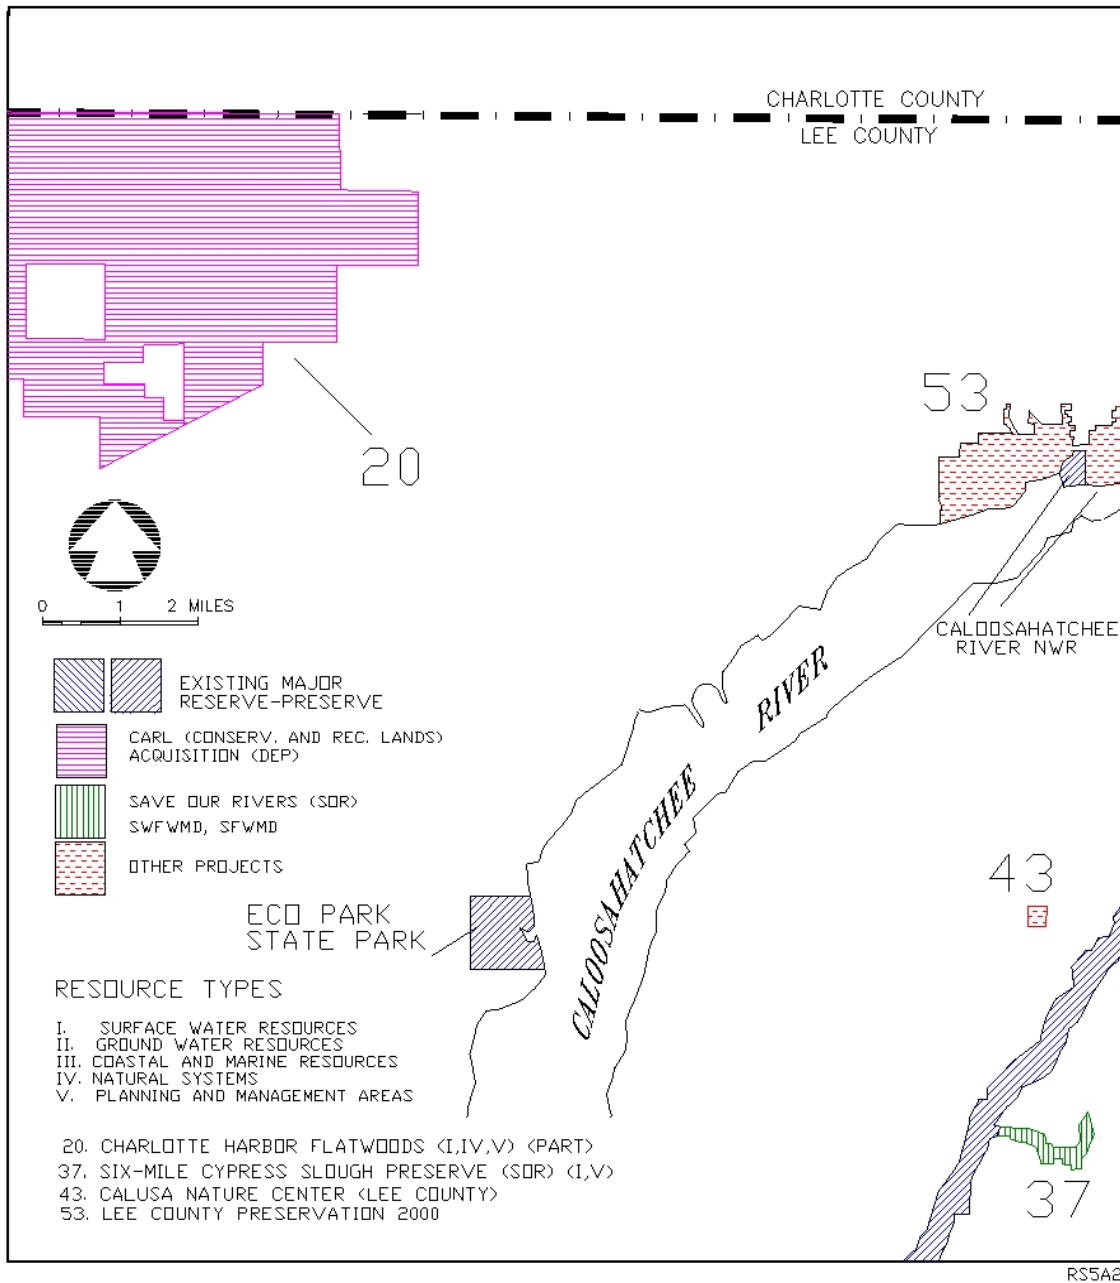 CHARLOTTE COUNTY
LEE COUNTY
53
20
0 1 2 MILES
CALOOSAHATCHEE
RIVER NWR
RIVER
EXISTING MAJOR
RESERVE-PRESERVE
CARL (CONSERV. AND REC. LANDS)
ACQUISITION (DEP)
CALOOSAHATCHEE
SAVE OUR RIVERS (SOR)
SWFWMD, SFWMD
OTHER PROJECTS
43
ECO PARK
STATE PARK
RESOURCE TYPES
I. SURFACE WATER RESOURCES
II. GROUND WATER RESOURCES
III. COASTAL AND MARINE RESOURCES
IV. NATURAL SYSTEMS
V. PLANNING AND MANAGEMENT AREAS
20. CHARLOTTE HARBOR FLATWOODS (I,IV,V) (PART)
37. SIX-MILE CYPRESS SLOUGH PRESERVE (SOR) (I,V)
43. CALUSA NATURE CENTER (LEE COUNTY)
53. LEE COUNTY PRESERVATION 2000
37
RS5A2